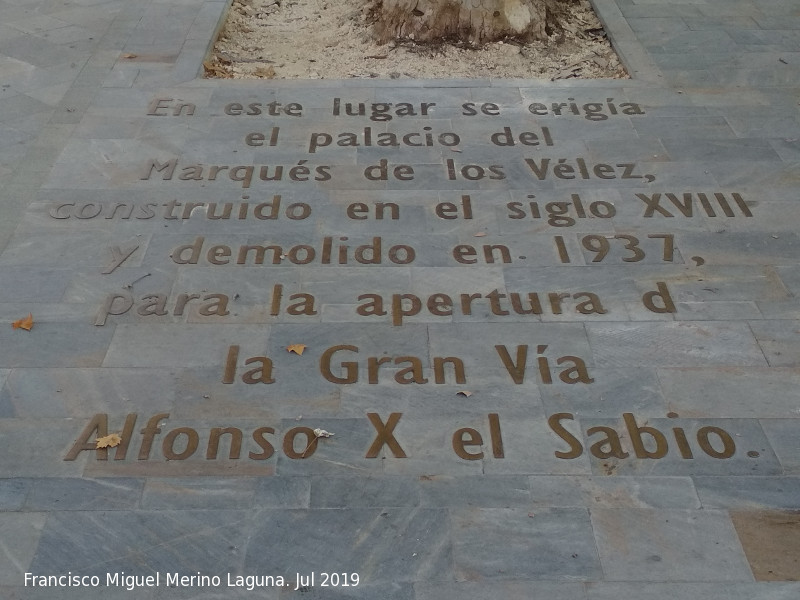 En este lugar se erigía
el palacio del
Marqués de los Vélez,
construido en el siglo XVIII
y demolido en 1937,
para la apertura d
la Gran Vía
Alfonso X el Sabio.
Francisco Miguel Merino Laguna. Jul 2019